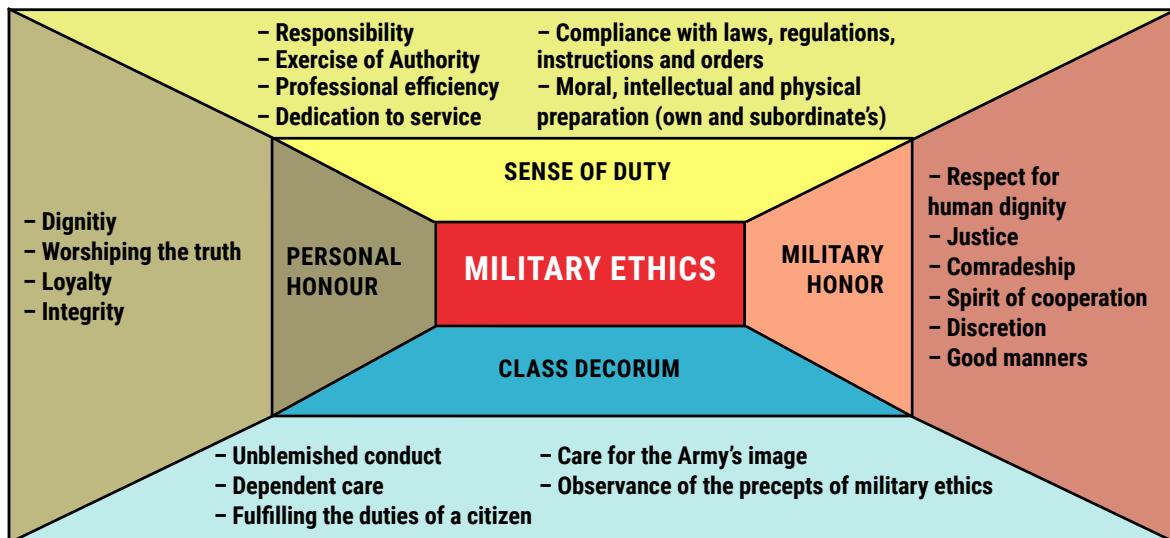 – Responsibility
– Exercise of Authority
– Professional efficiency
– Dedication to service
– Compliance with laws, regulations,
instructions and orders
– Moral, intellectual and physical
preparation (own and subordinate’s)
SENSE OF DUTY
– Dignitiy
– Worshiping the truth
– Loyalty
– Integrity
PERSONAL
HONOUR
MILITARY ETHICS
MILITARY
HONOR
– Respect for
human dignity
– Justice
– Comradeship
– Spirit of cooperation
– Discretion
– Good manners
CLASS DECORUM
– Unblemished conduct
– Dependent care
– Fulfilling the duties of a citizen
– Care for the Army’s image
– Observance of the precepts of military ethics